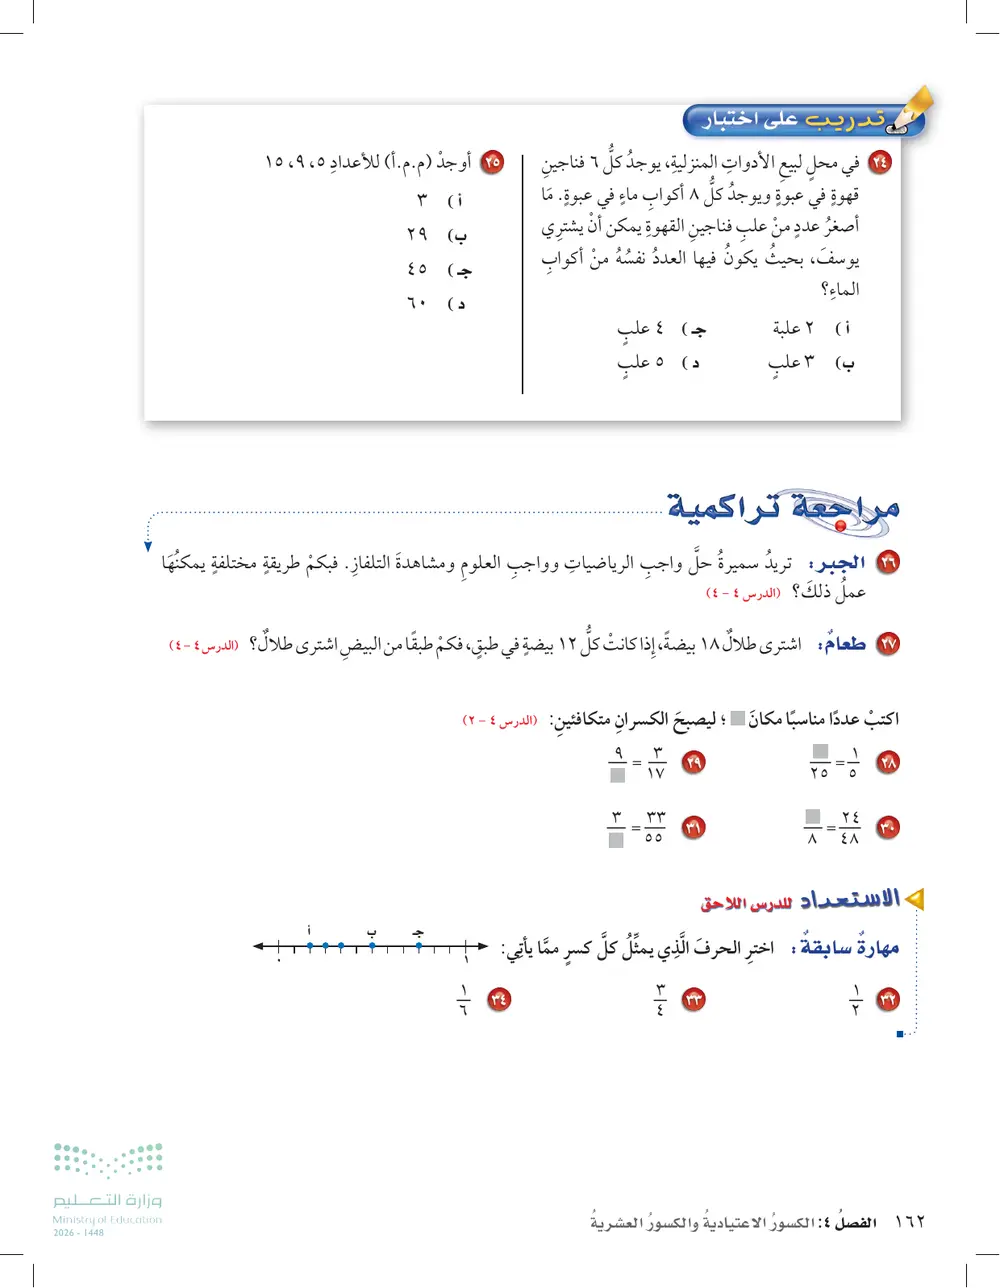 تدريب على اختبار
٢٤ في محلٍ لبيعِ الأدواتِ المنزليةِ، يوجدُ كلُّ ٦ فناجينِ
قهوةٍ في عبوةٍ ويوجدُ كلُّ ٨ أكوابِ ماءٍ في عبوةٍ. مَا
أصغرُ عددٍ منْ علبِ فناجينِ القهوةِ يمكن أنْ يشترِي
يوسفَ، بحيثُ يكونُ فيها العددُ نفسُهُ منْ أكوابِ
الماءِ؟
أ ) ٢ علبة جـ ) ٤ علبٍ
ب) ٣ علبٍ د ) ٥ علبٍ
٢٥ أوجدْ (م.م.أ) للأعدادِ ٥، ٩، ١٥
أ ) ٣
ب) ٢٩
جـ ) ٤٥
د ) ٦٠
مراجعة تراكمية
٢٦ الجبر: تريدُ سميرةُ حلَّ واجبِ الرياضياتِ وواجبِ العلومِ ومشاهدةَ التلفازِ. فبكمْ طريقةٍ مختلفةٍ يمكنُهَا
عملُ ذلكَ؟ (الدرس ٤ - ٤)
٢٧ طعامٌ: اشترى طلالٌ ١٨ بيضةً، إذا كانتْ كلُّ ١٢ بيضةٍ في طبقٍ، فكمْ طبقًا من البيضِ اشترى طلالٌ؟ (الدرس ٤ - ٤)
اكتبْ عددًا مناسبًا مكانَ ؛ ليصبحَ الكسرانِ متكافئينِ: (الدرس ٤ - ٢)
٢٨ ١/٥ = /٢٥ ٢٩ ٣/١٧ = ٩/
٣٠ ٢٤/٤٨ = /٨ ٣١ ٣٣/٥٥ = ٣/
الاستعداد للدرس اللاحق
مهارةٌ سابقةٌ: اخترِ الحرفَ الَّذِي يمثِّلُ كلَّ كسرٍ ممَّا يأتِي:
أ ب جـ
٠ ١
٣٢ ١/٢ ٣٣ ٣/٤ ٣٤ ١/٦
وزارة التعليم
Ministry of Education
2026 - 1448
١٦٢ الفصلُ ٤: الكسورُ الاعتياديةُ والكسورُ العشريةُ